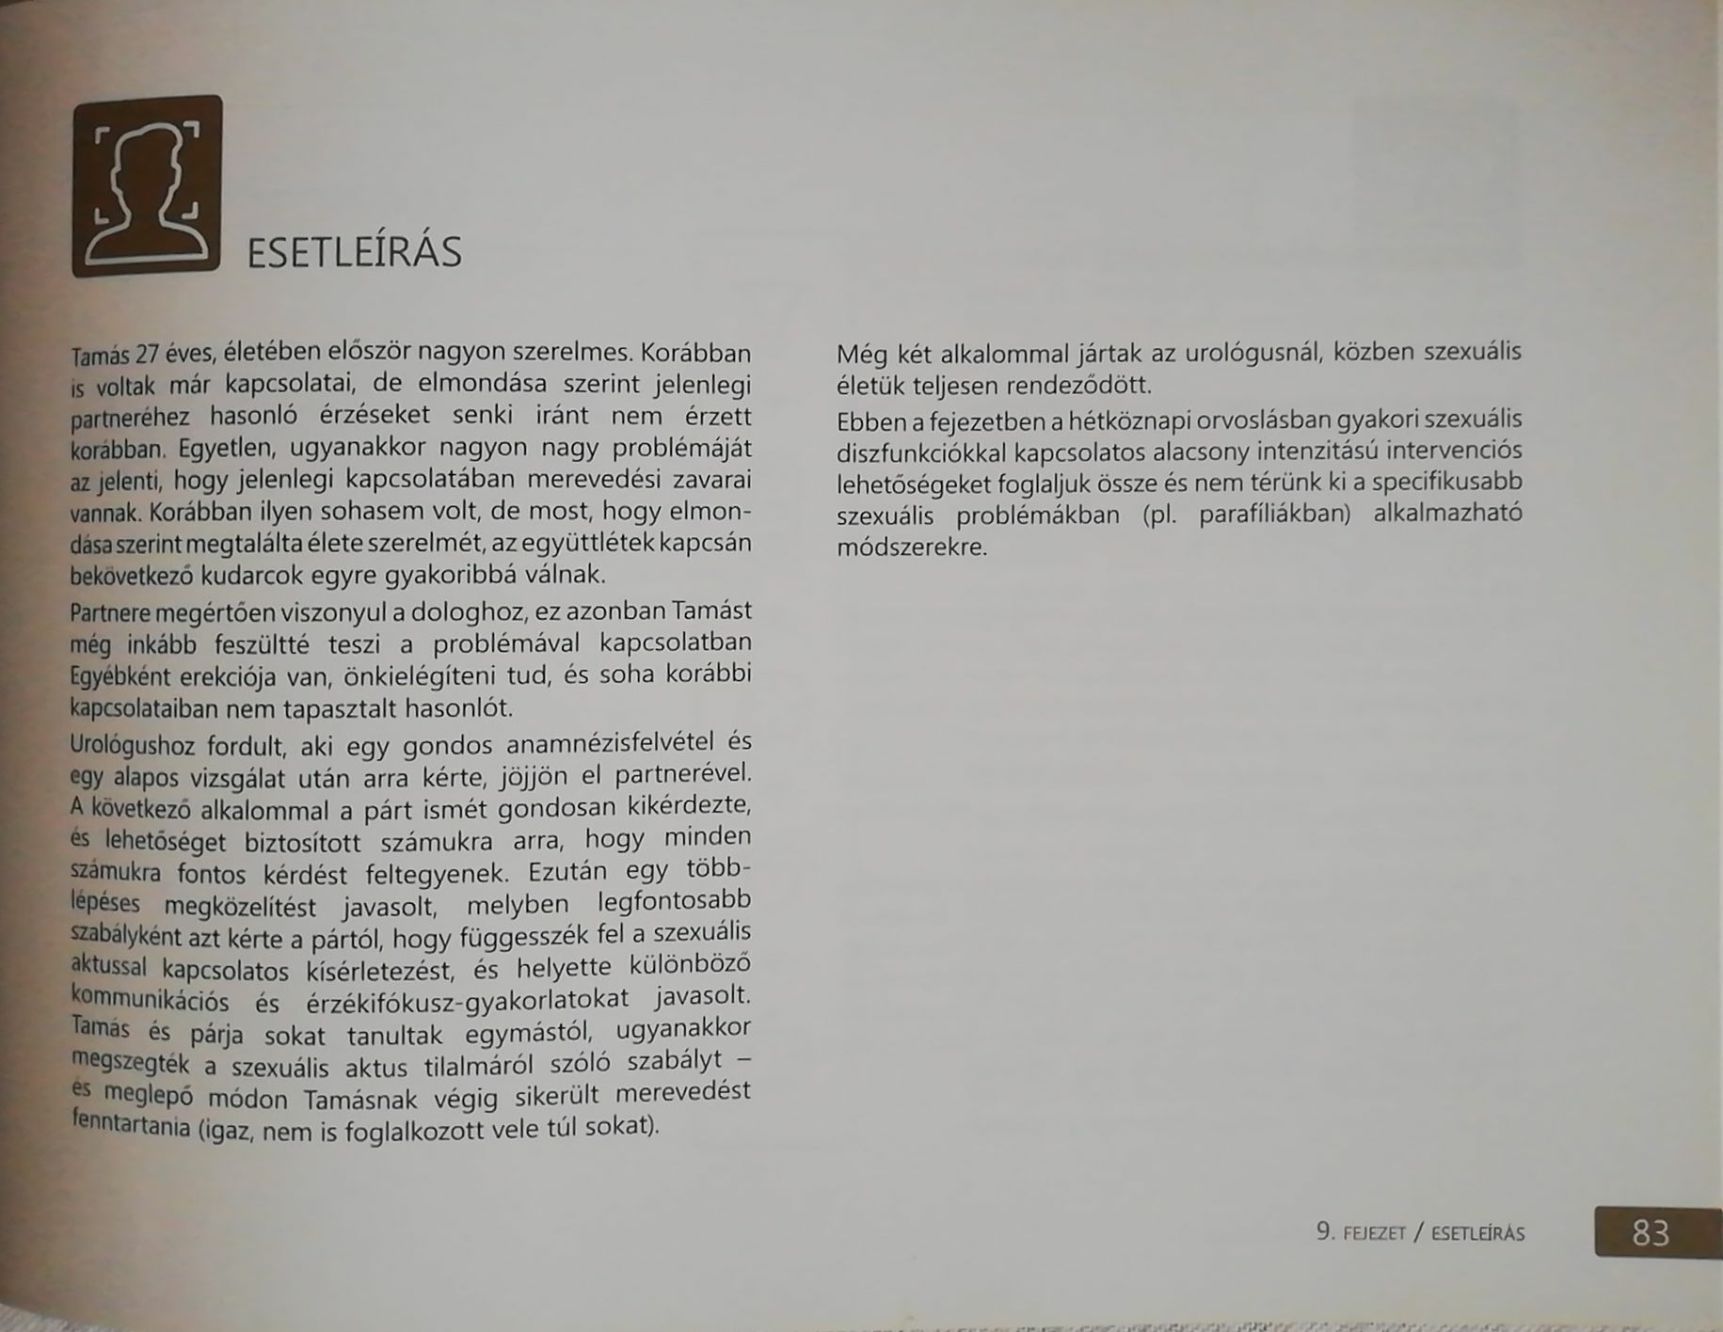 ESETLEÍRÁS
Tamás 27 éves, életében először nagyon szerelmes. Korábban
is voltak már kapcsolatai, de elmondása szerint jelenlegi
partneréhez hasonló érzéseket senki iránt nem érzett
korábban. Egyetlen, ugyanakkor nagyon nagy problémáját
az jelenti, hogy jelenlegi kapcsolatában merevedési zavarai
vannak. Korábban ilyen sohasem volt, de most, hogy elmon-
dása szerint megtalálta élete szerelmét, az együttlétek kapcsán
bekövetkező kudarcok egyre gyakoribbá válnak.
Partnere megértően viszonyul a dologhoz, ez azonban Tamást
még inkább feszültté teszi a problémával kapcsolatban
Egyébként erekciója van, önkielégíteni tud, és soha korábbi
kapcsolataiban nem tapasztalt hasonlót.
Urológushoz fordult, aki egy gondos anamnézisfelvétel és
egy alapos vizsgálat után arra kérte, jöjjön el partnerével.
A következő alkalommal a párt ismét gondosan kikérdezte,
és lehetőséget biztosított számukra arra, hogy minden
számukra fontos kérdést feltegyenek. Ezután egy több-
lépéses megközelítést javasolt, melyben legfontosabb
szabályként azt kérte a pártól, hogy függesszék fel a szexuális
aktussal kapcsolatos kísérletezést, és helyette különböző
kommunikációs és érzékifókusz-gyakorlatokat javasolt.
Tamás és párja sokat tanultak egymástól, ugyanakkor
megszegték a szexuális aktus tilalmáról szóló szabályt –
és meglepő módon Tamásnak végig sikerült merevedést
fenntartania (igaz, nem is foglalkozott vele túl sokat).
Még két alkalommal jártak az urológusnál, közben szexuális
életük teljesen rendeződött.
Ebben a fejezetben a hétköznapi orvoslásban gyakori szexuális
diszfunkciókkal kapcsolatos alacsony intenzitású intervenciós
lehetőségeket foglaljuk össze és nem térünk ki a specifikusabb
szexuális problémákban (pl. parafíliákban) alkalmazható
módszerekre.
9. FEJEZET / ESETLEÍRÁS
83